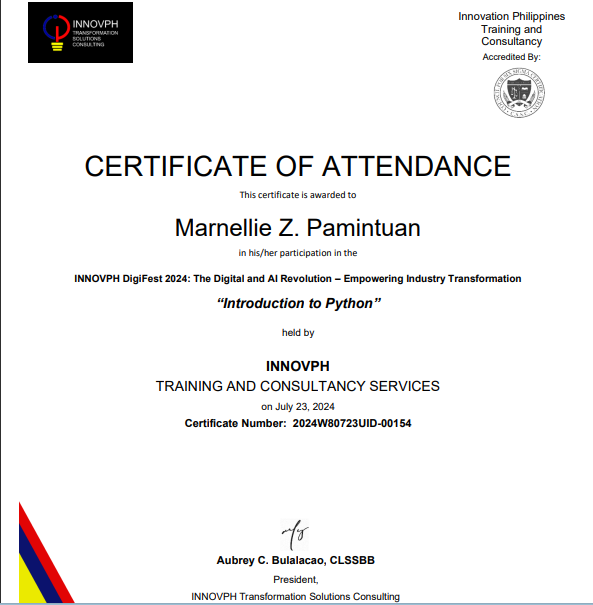 INNOVPH
TRANSFORMATION
SOLUTIONS
CONSULTING
Innovation Philippines
Training and
Consultancy
Accredited By:
CERTIFICATE OF ATTENDANCE
This certificate is awarded to
Marnellie Z. Pamintuan
in his/her participation in the
INNOVPH DigiFest 2024: The Digital and AI Revolution – Empowering Industry Transformation
“Introduction to Python”
held by
INNOVPH
TRAINING AND CONSULTANCY SERVICES
on July 23, 2024
Certificate Number:  2024W80723UID-00154
Aubrey C. Bulalacao, CLSSBB
President,
INNOVPH Transformation Solutions Consulting